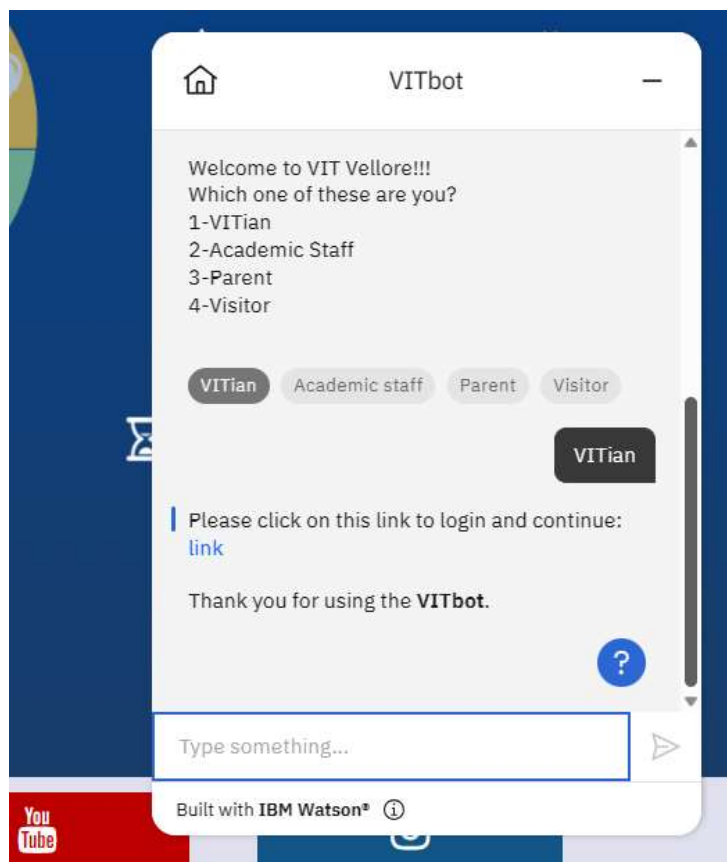 VITbot
Welcome to VIT Vellore!!!
Which one of these are you?
1-VITian
2-Academic Staff
3-Parent
4-Visitor
VITian Academic staff Parent Visitor
VITian
Please click on this link to login and continue:
link
Thank you for using the VITbot.
?
Type something...
Built with IBM Watson®
You
Tube